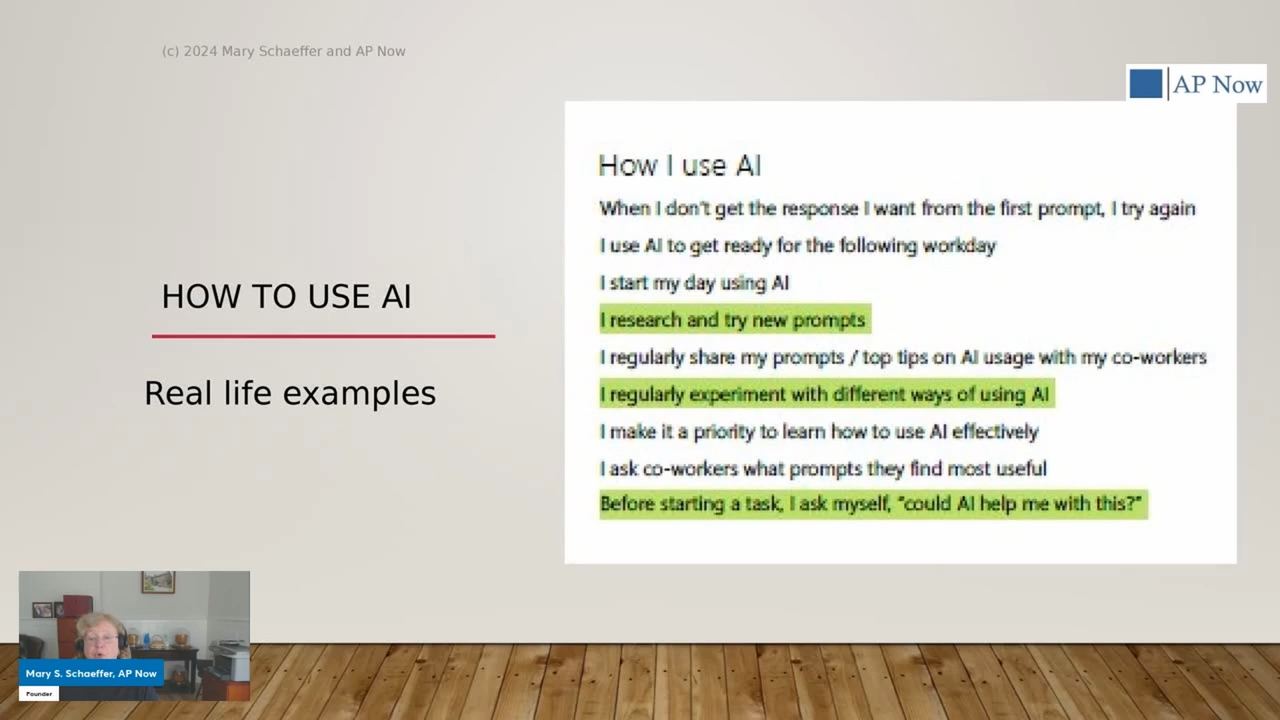 (c) 2024 Mary Schaeffer and AP Now
AP Now
HOW TO USE AI
Real life examples
How I use AI
When I don't get the response I want from the first prompt, I try again
I use AI to get ready for the following workday
I start my day using AI
I research and try new prompts
I regularly share my prompts / top tips on AI usage with my co-workers
I regularly experiment with different ways of using AI
I make it a priority to learn how to use AI effectively
I ask co-workers what prompts they find most useful
Before starting a task, I ask myself, "could AI help me with this?"
Mary S. Schaeffer, AP Now
Founder